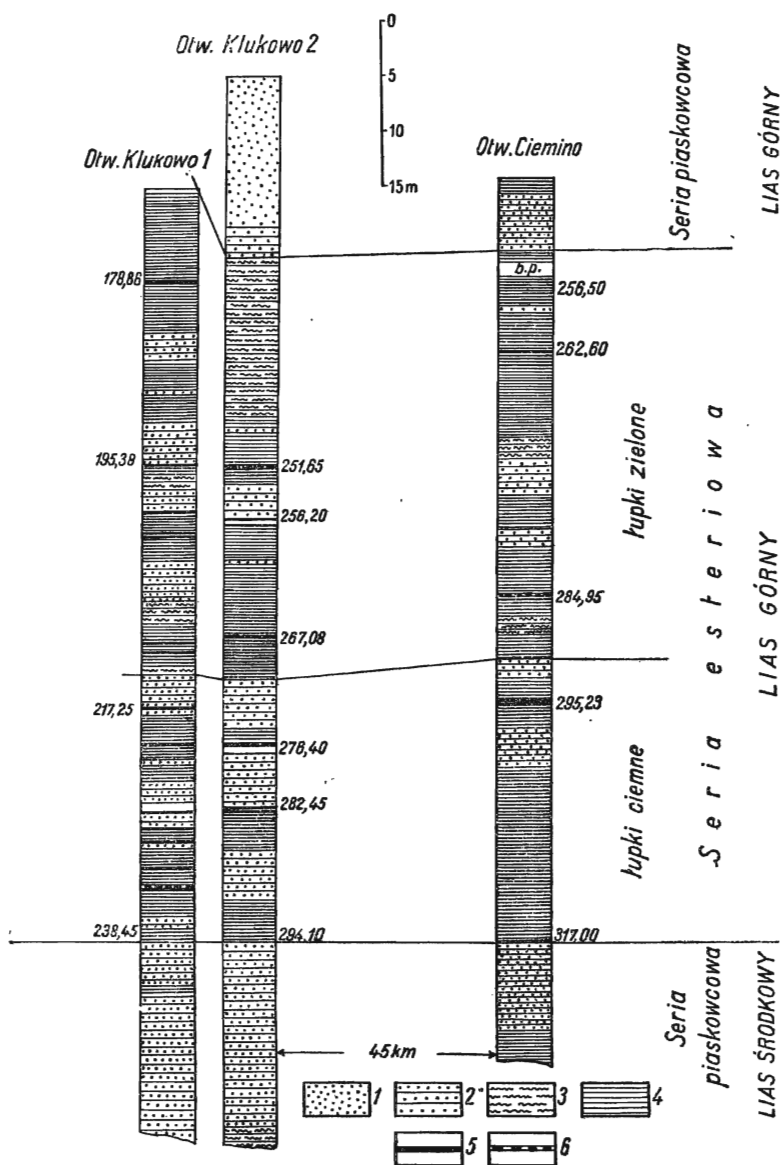 Otw. Klukowo 2
0
5
10
15 m
Otw. Klukowo 1
Otw. Ciemino
Seria piaskowcowa
LIAS GÓRNY
b.p.
178,86
256,50
262,60
195,38
251,65
256,20
łupki zielone
284,95
267,08
Seria esteriowa
LIAS GÓRNY
217,25
295,23
278,40
282,45
łupki ciemne
238,45
294.10
317.00
Seria
piaskowcowa
LIAS ŚRODKOWY
45 km
1
2
3
4
5
6